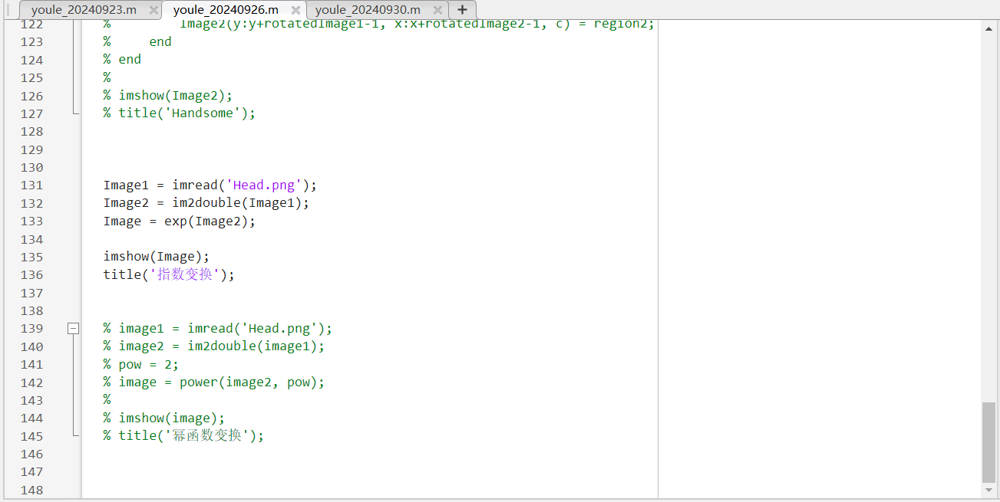 youle_20240923.m × youle_20240926.m × youle_20240930.m × +
122 % Image2(y:y+rotatedImage1-1, x:x+rotatedImage2-1, c) = region2;
123 % end
124 % end
125 %
126 % imshow(Image2);
127 % title('Handsome');
128
129
130
131 Image1 = imread('Head.png');
132 Image2 = im2double(Image1);
133 Image = exp(Image2);
134
135 imshow(Image);
136 title('指数变换');
137
138
139 % image1 = imread('Head.png');
140 % image2 = im2double(image1);
141 % pow = 2;
142 % image = power(image2, pow);
143 %
144 % imshow(image);
145 % title('幂函数变换');
146
147
148